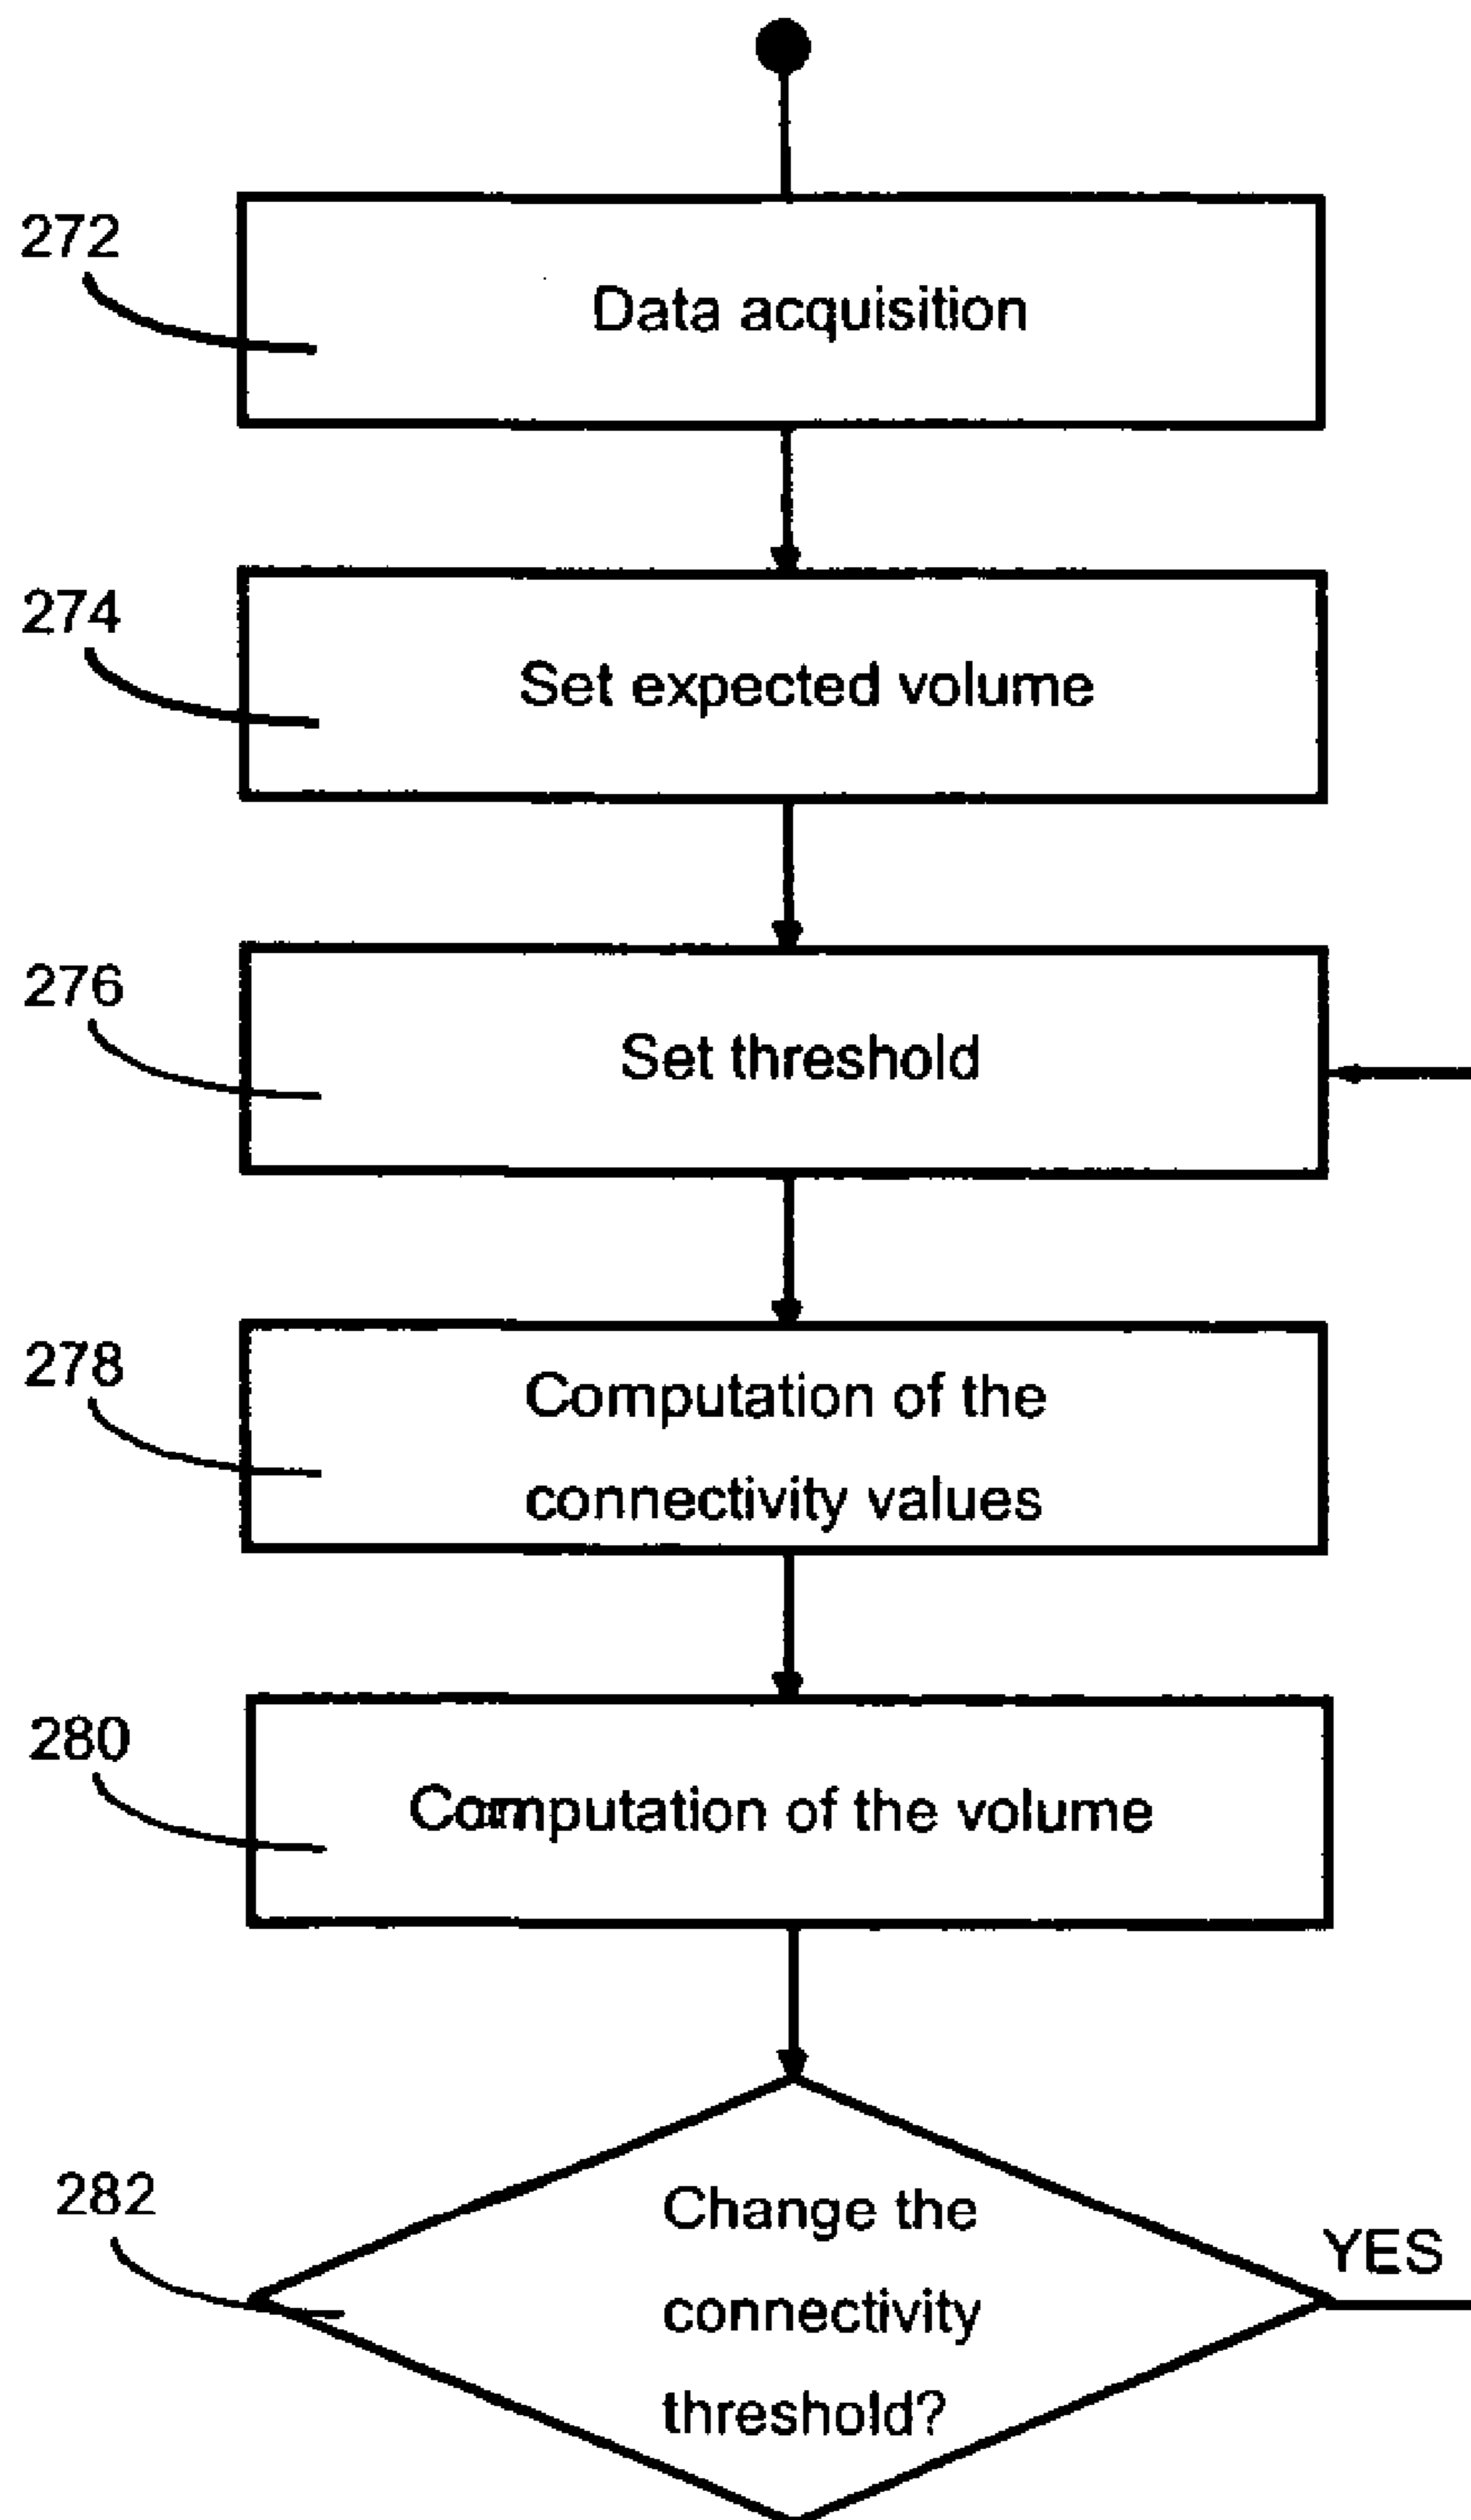 272
Data acquisition
274
Set expected volume
276
Set threshold
278
Computation of the
connectivity values
280
Computation of the volume
282
Change the
connectivity
threshold?
YES